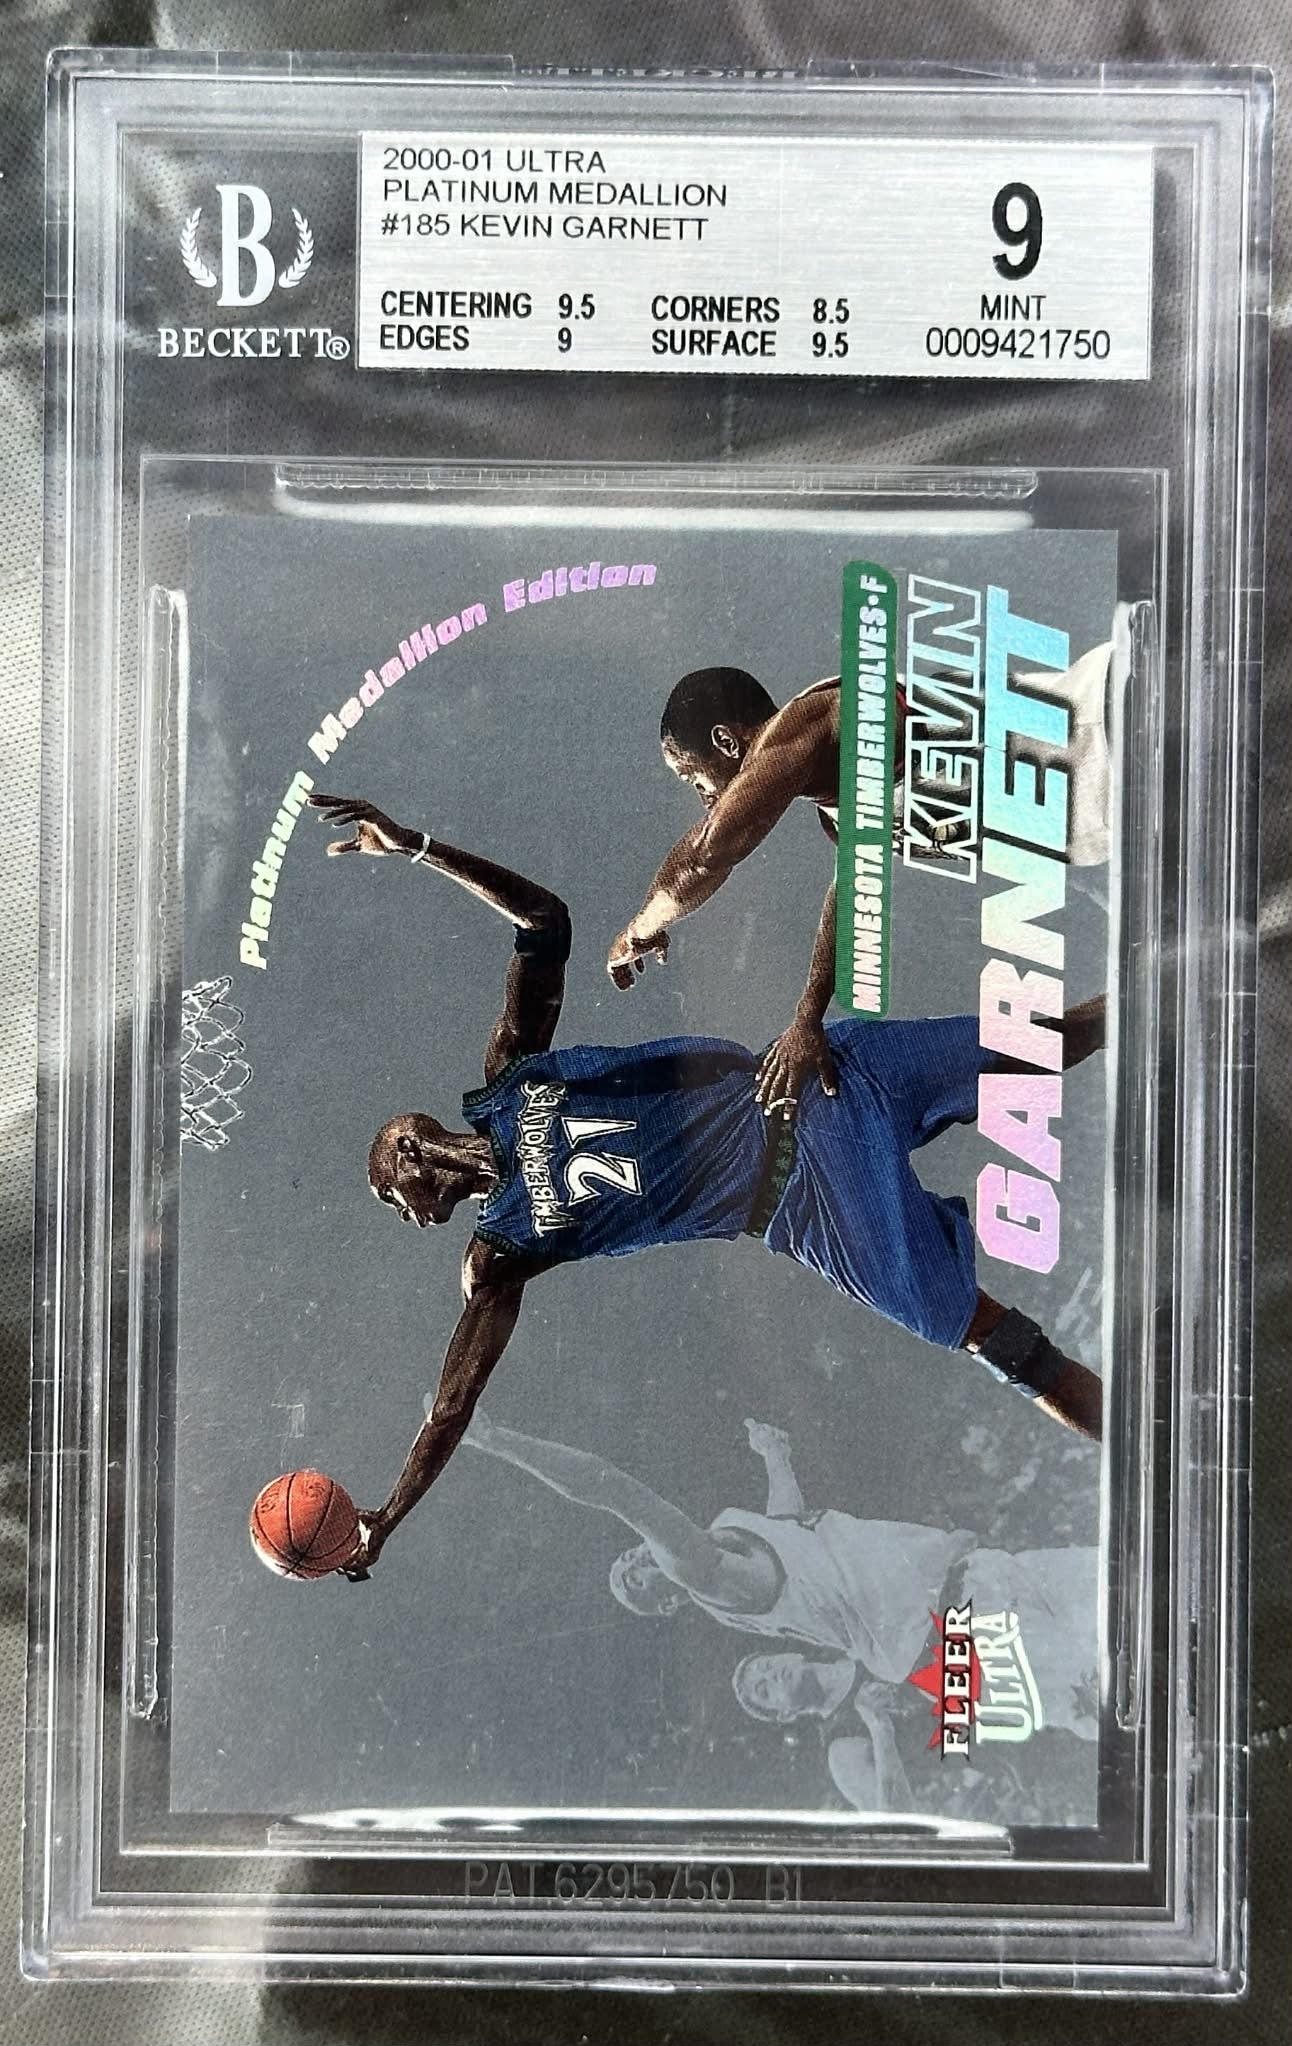 2000-01 ULTRA
PLATINUM MEDALLION
#185 KEVIN GARNETT
CENTERING 9.5 CORNERS 8.5
EDGES 9 SURFACE 9.5
9
MINT
0009421750
B
BECKETT®
Platinum Medallion Edition
MINNESOTA TIMBERWOLVES•F
KEVIN
GARNETT
TIMBERWOLVES
21
FLEER
ULTRA
PAT.6295750 B1